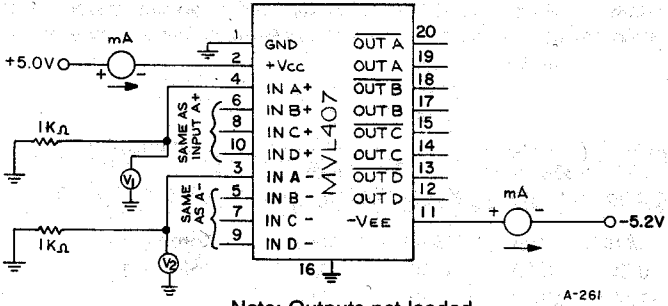 mA
+5.0V
+ -
1KΩ
V1
1KΩ
V2
SAME AS INPUT A+
SAME AS A-
1 GND
2 +VCC
4 IN A+
6 IN B+
8 IN C+
10 IN D+
3 IN A-
5 IN B-
7 IN C-
9 IN D-
16
MVL407
OUT A 20
OUT A 19
OUT B 18
OUT B 17
OUT C 15
OUT C 14
OUT D 13
OUT D 12
-VEE 11
mA
+ -
-5.2V
A-261
Note: Outputs not loaded